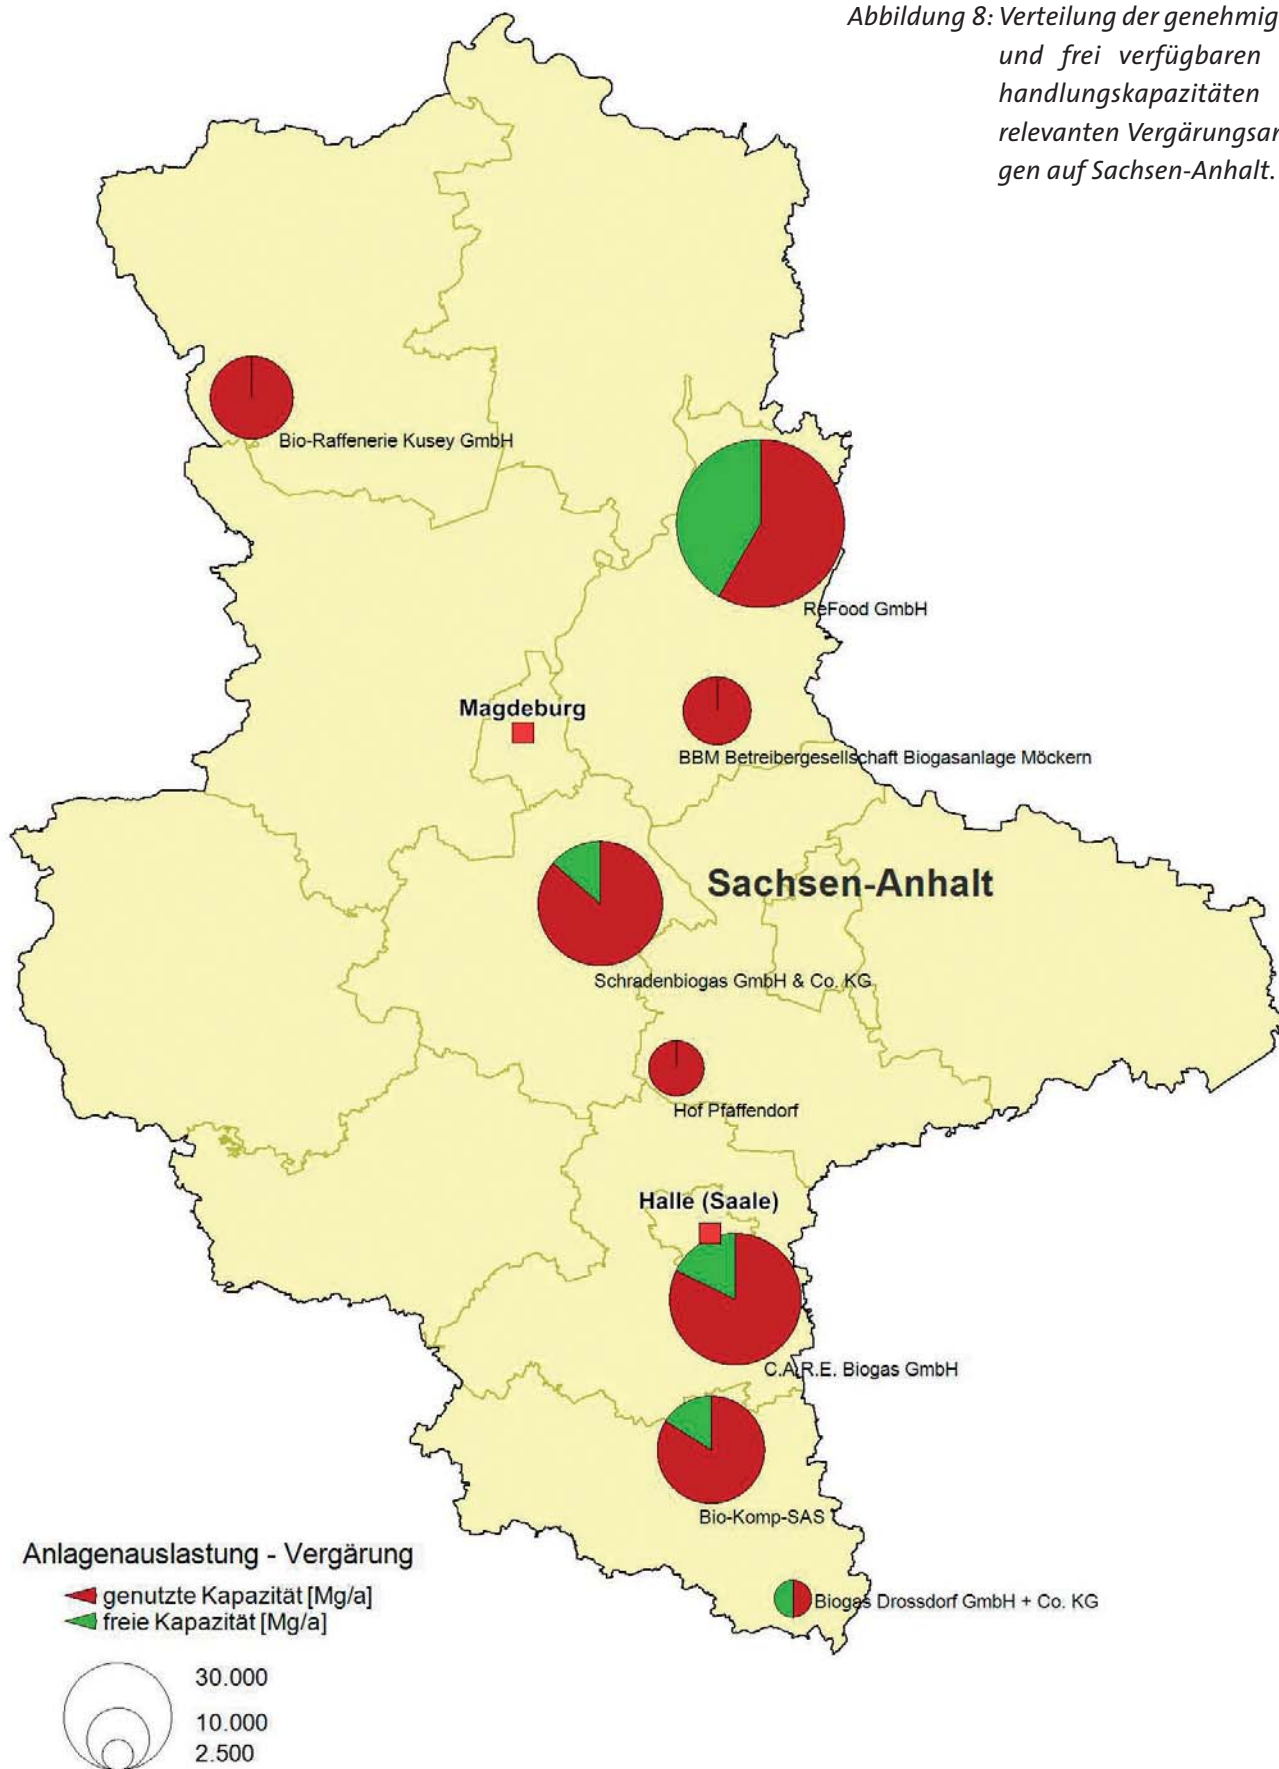 Abbildung 8: Verteilung der genehmig
und frei verfügbaren
handlungskapazitäten
relevanten Vergärungsan
gen auf Sachsen-Anhalt.
Bio-Raffenerie Kusey GmbH
ReFood GmbH
Magdeburg
BBM Betreibergesellschaft Biogasanlage Möckern
Sachsen-Anhalt
Schradenbiogas GmbH & Co. KG
Hof Pfaffendorf
Halle (Saale)
C.A.R.E. Biogas GmbH
Bio-Komp-SAS
Biogas Drossdorf GmbH + Co. KG
Anlagenauslastung - Vergärung
genutzte Kapazität [Mg/a]
freie Kapazität [Mg/a]
30.000
10.000
2.500